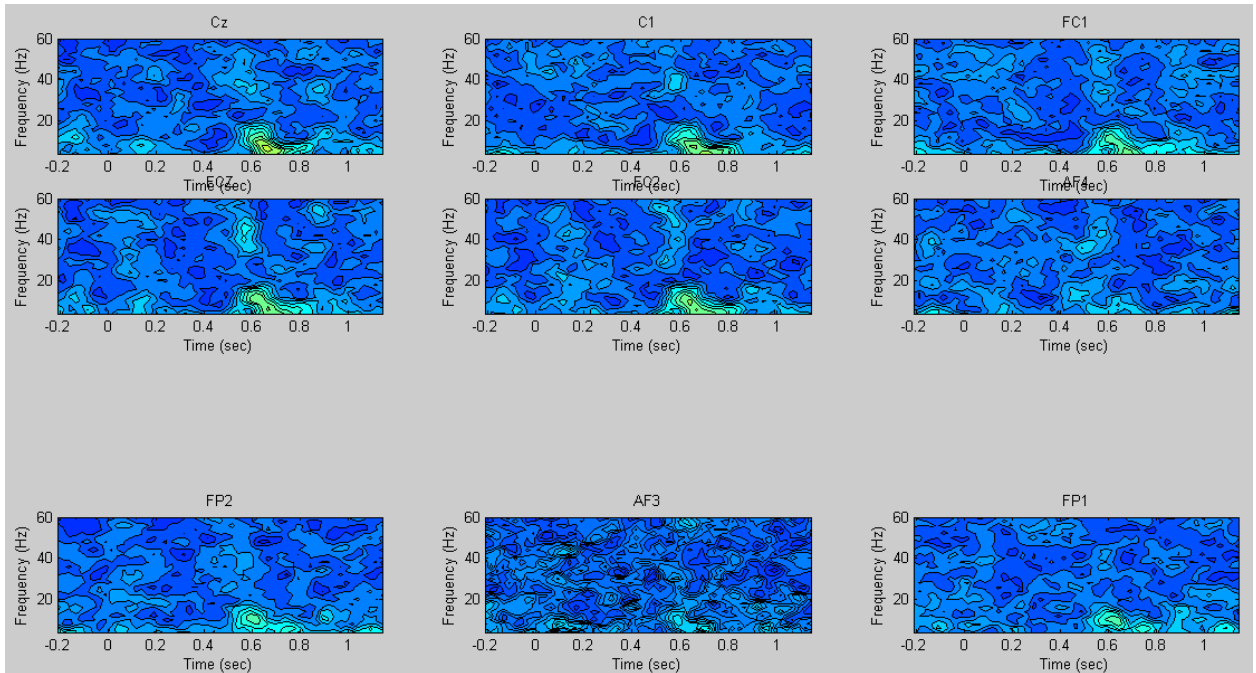 Cz C1 FC1
Frequency (Hz) Frequency (Hz) Frequency (Hz)
60 60 60
40 40 40
20 20 20
-0.2 0 0.2 0.4 0.6 0.8 1 -0.2 0 0.2 0.4 0.6 0.8 1 -0.2 0 0.2 0.4 0.6 0.8 1
Time (sec) Time (sec) Time (sec)
FCZ FC2 AF4
Frequency (Hz) Frequency (Hz) Frequency (Hz)
60 60 60
40 40 40
20 20 20
-0.2 0 0.2 0.4 0.6 0.8 1 -0.2 0 0.2 0.4 0.6 0.8 1 -0.2 0 0.2 0.4 0.6 0.8 1
Time (sec) Time (sec) Time (sec)
FP2 AF3 FP1
Frequency (Hz) Frequency (Hz) Frequency (Hz)
60 60 60
40 40 40
20 20 20
-0.2 0 0.2 0.4 0.6 0.8 1 -0.2 0 0.2 0.4 0.6 0.8 1 -0.2 0 0.2 0.4 0.6 0.8 1
Time (sec) Time (sec) Time (sec)